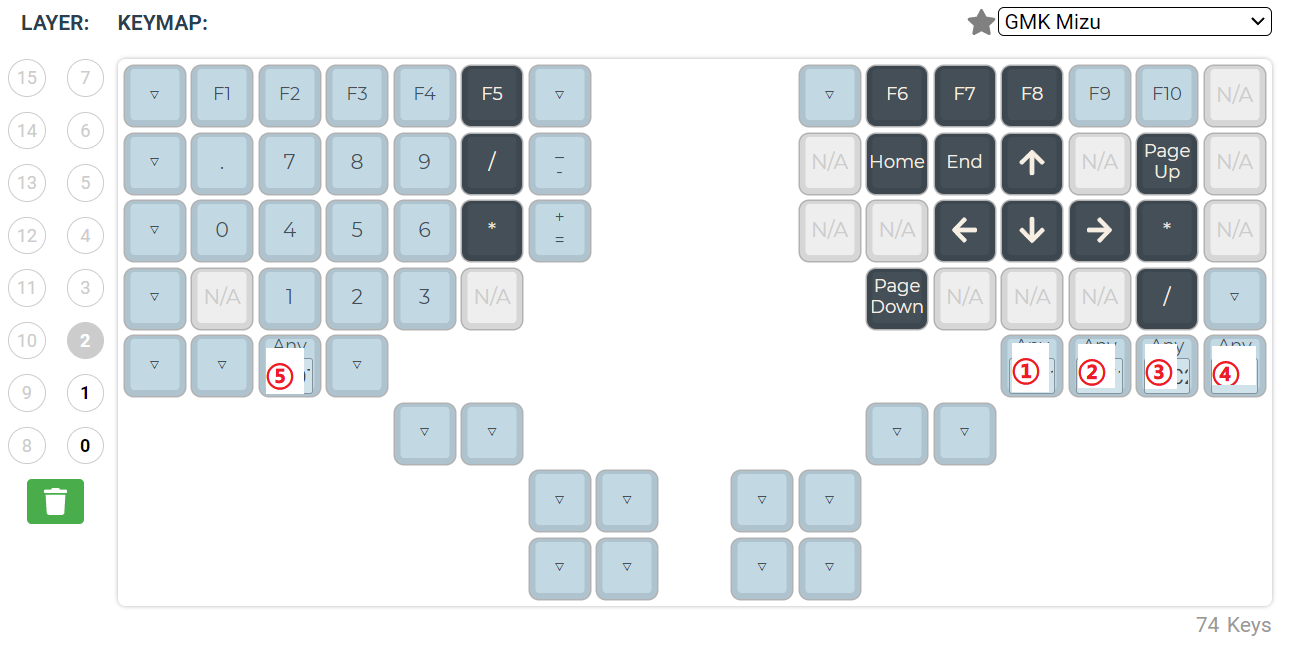 LAYER: KEYMAP: GMK Mizu
15 7 ▽ F1 F2 F3 F4 F5 ▽ ▽ F6 F7 F8 F9 F10 N/A
14 6 ▽ . 7 8 9 / _ - N/A Home End ↑ N/A Page Up N/A
13 5
12 4 ▽ 0 4 5 6 * + = N/A N/A ← ↓ → * N/A
11 3 ▽ N/A 1 2 3 N/A Page Down N/A N/A N/A / ▽
10 2 ▽ ▽ Any ⑤ ▽ Any ① Any ② Any ③ Any ④
9 1
8 0 ▽ ▽ ▽ ▽
▽ ▽ ▽ ▽
▽ ▽ ▽ ▽
74 Keys